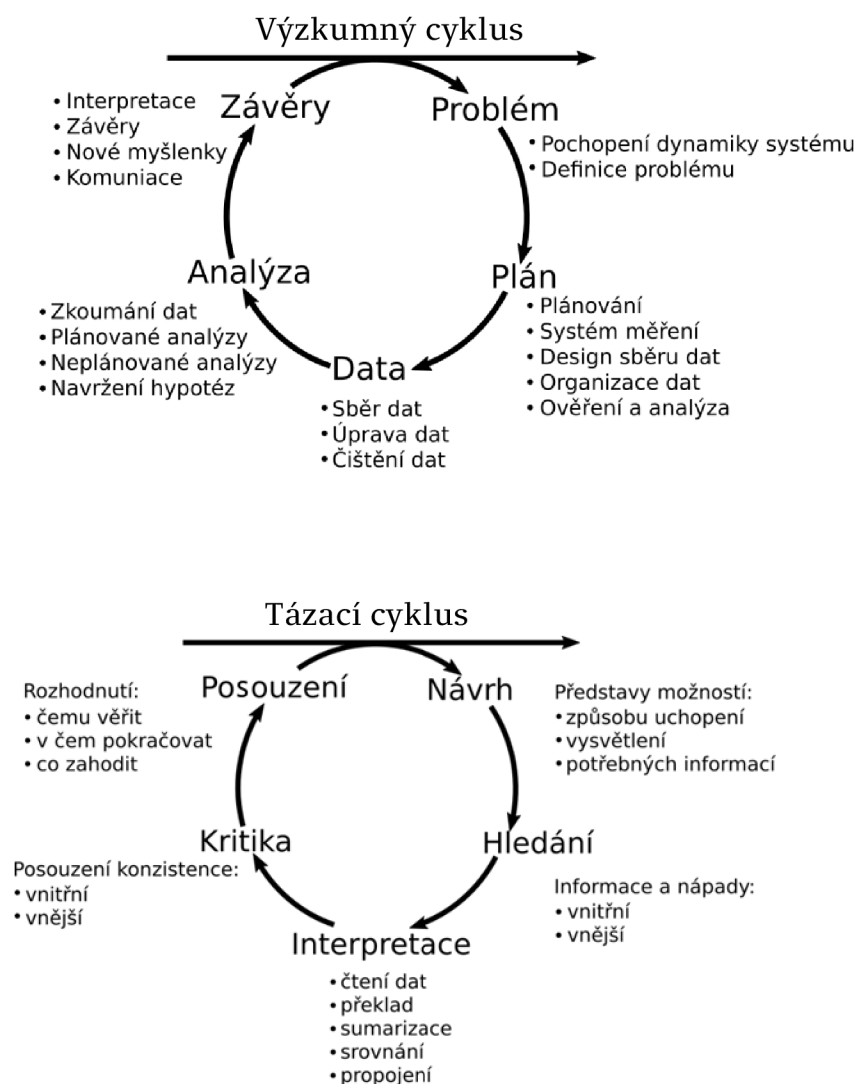 Výzkumný cyklus
Závěry
• Interpretace
• Závěry
• Nové myšlenky
• Komuniace
Problém
• Pochopení dynamiky systému
• Definice problému
Plán
• Plánování
• Systém měření
• Design sběru dat
• Organizace dat
• Ověření a analýza
Data
• Sběr dat
• Úprava dat
• Čištění dat
Analýza
• Zkoumání dat
• Plánované analýzy
• Neplánované analýzy
• Navržení hypotéz
Tázací cyklus
Posouzení
Rozhodnutí:
• čemu věřit
• v čem pokračovat
• co zahodit
Návrh
Představy možností:
• způsobu uchopení
• vysvětlení
• potřebných informací
Hledání
Informace a nápady:
• vnitřní
• vnější
Interpretace
• čtení dat
• překlad
• sumarizace
• srovnání
• propojení
Kritika
Posouzení konzistence:
• vnitřní
• vnější